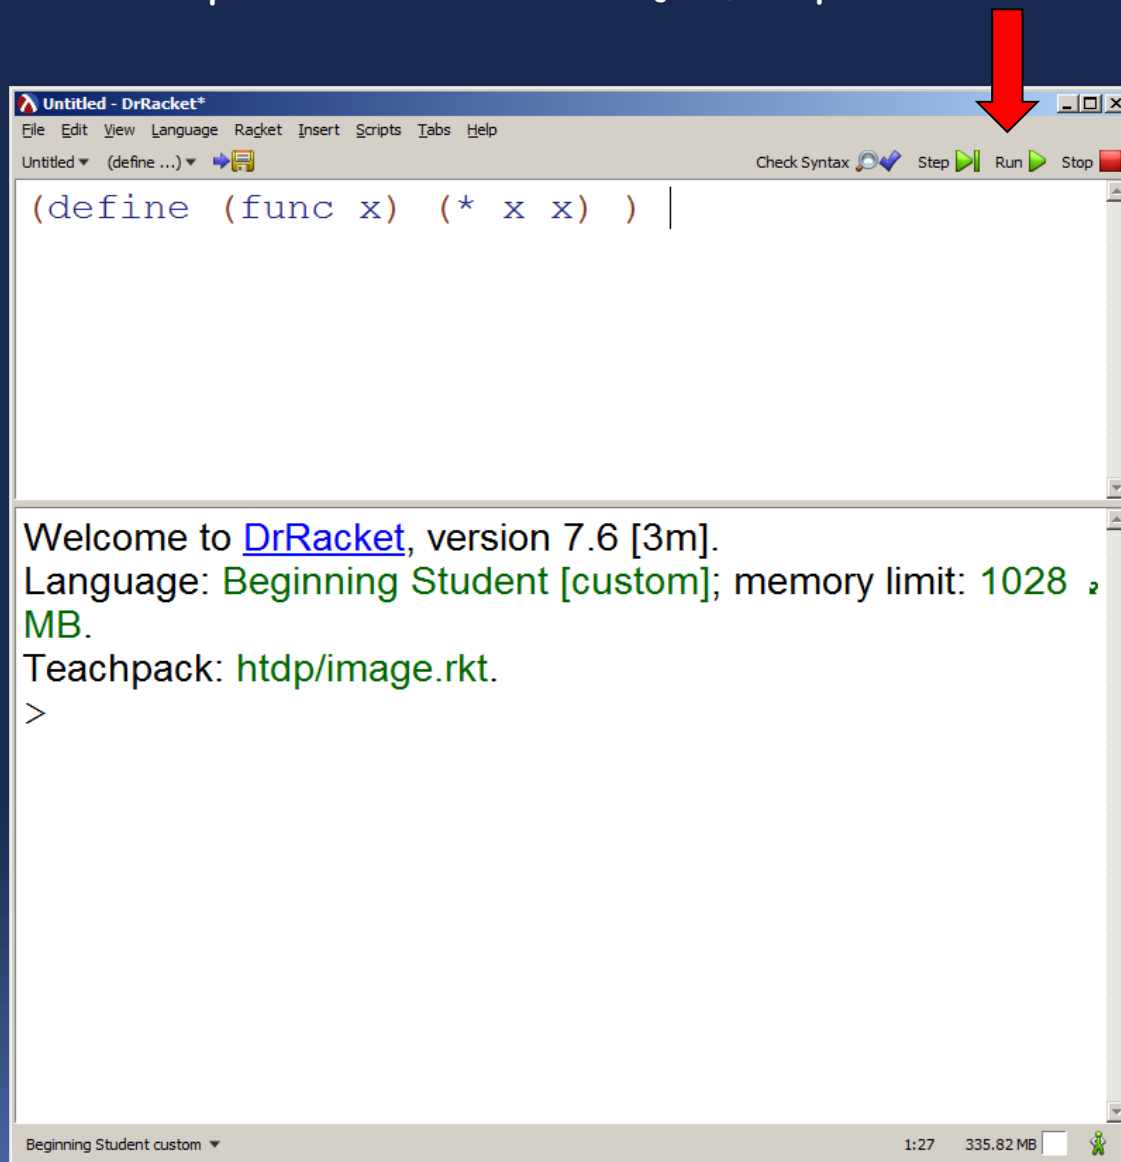 Untitled - DrRacket*
File Edit View Language Racket Insert Scripts Tabs Help
Untitled (define ...) Check Syntax Step Run Stop
(define (func x) (* x x) )
Welcome to DrRacket, version 7.6 [3m].
Language: Beginning Student [custom]; memory limit: 1028
MB.
Teachpack: htdp/image.rkt.
>
Beginning Student custom 1:27 335.82 MB